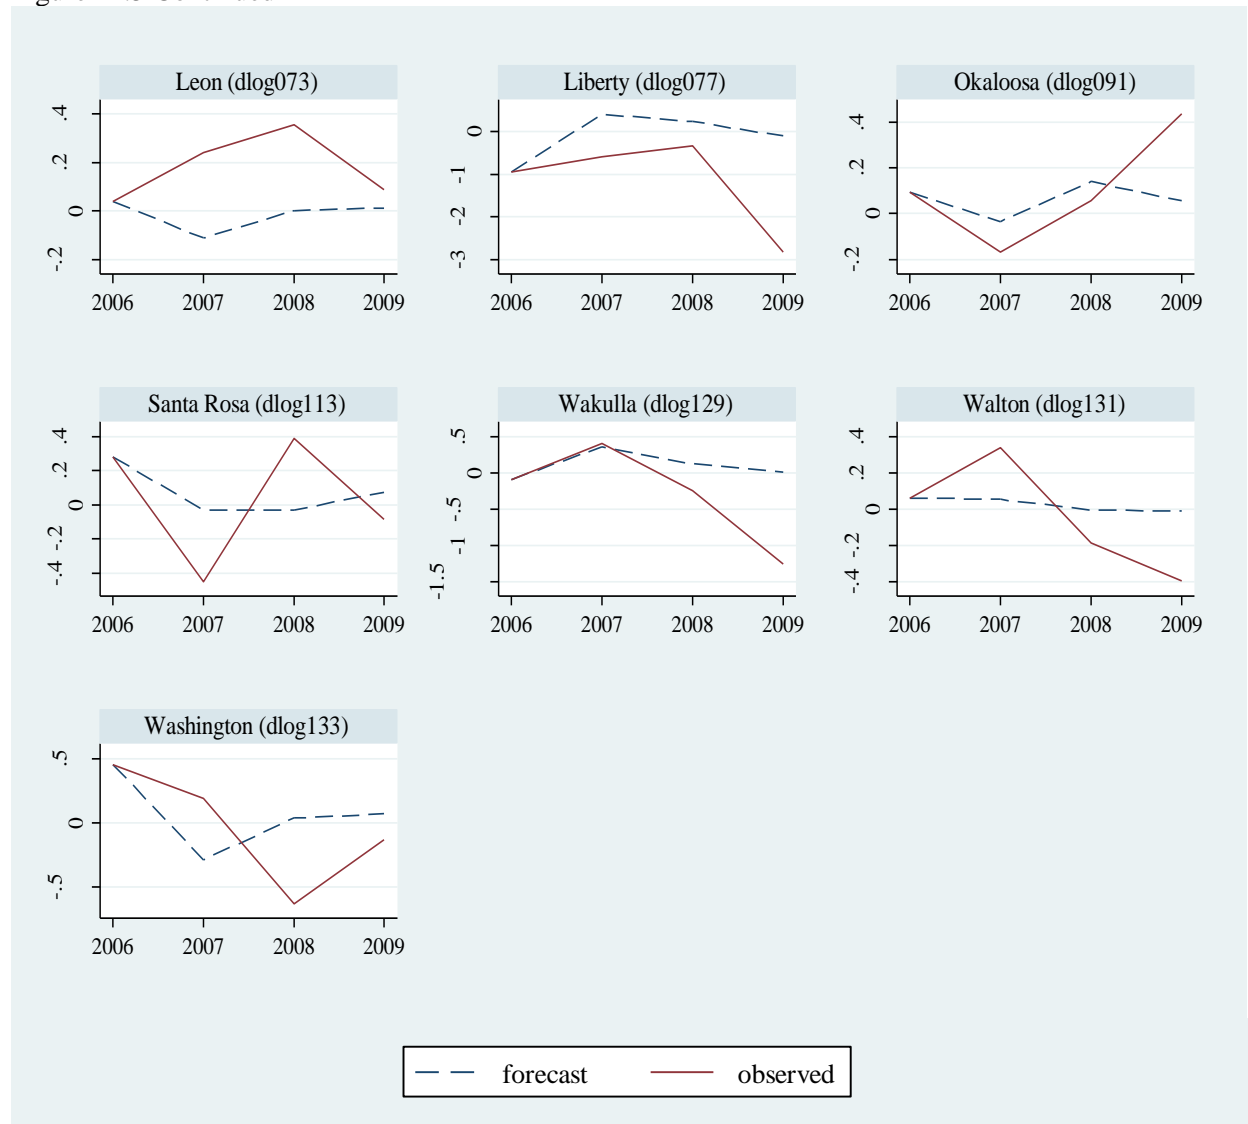 Leon (dlog073) Liberty (dlog077) Okaloosa (dlog091)
.4 .2 0 -.2
2006 2007 2008 2009
0 -1 -2 -3
2006 2007 2008 2009
.4 .2 0 -.2
2006 2007 2008 2009
Santa Rosa (dlog113) Wakulla (dlog129) Walton (dlog131)
.4 .2 0 -.2 -.4
2006 2007 2008 2009
.5 0 -.5 -1 -1.5
2006 2007 2008 2009
.4 .2 0 -.2 -.4
2006 2007 2008 2009
Washington (dlog133)
.5 0 -.5
2006 2007 2008 2009
forecast observed